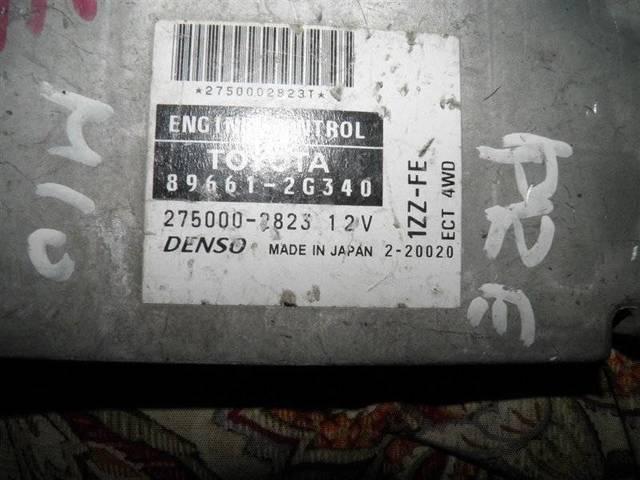 *2750002823T*
ENGINE CONTROL
TOYOTA
89661-2G340
275000-2823 12V
DENSO MADE IN JAPAN 2-20020
1ZZ-FE
ECT 4WD